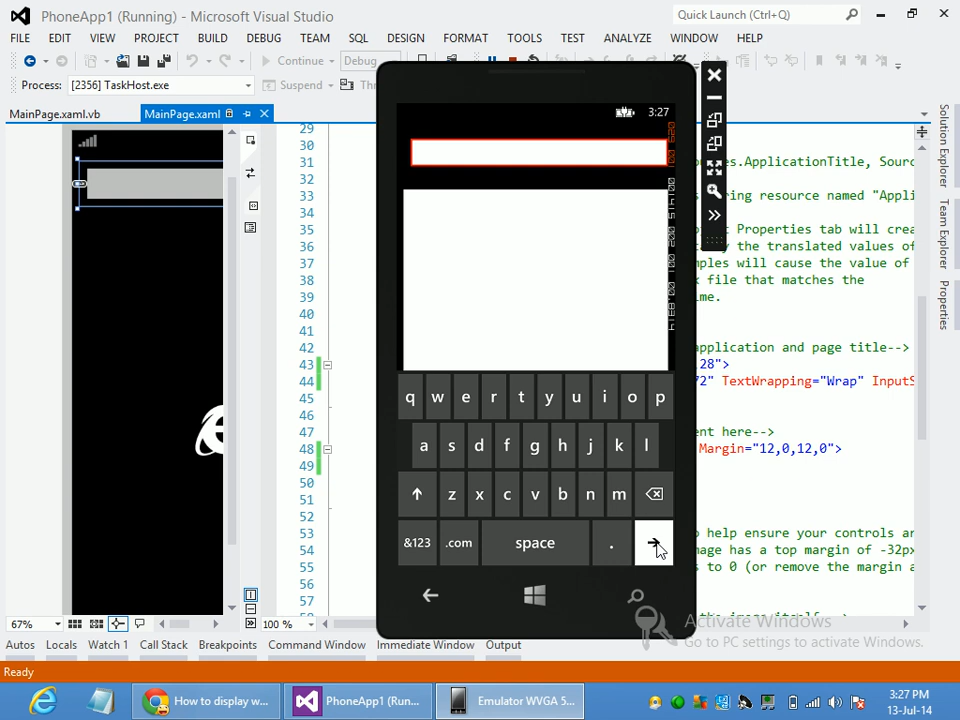 PhoneApp1 (Running) - Microsoft Visual Studio
Quick Launch (Ctrl+Q)
FILE EDIT VIEW PROJECT BUILD DEBUG TEAM SQL DESIGN FORMAT TOOLS TEST ANALYZE WINDOW HELP
Continue Debug
Process: [2356] TaskHost.exe Suspend
MainPage.xaml.vb MainPage.xaml
3:27
Solution Explorer
Team Explorer
Properties
29
30
31 ources.ApplicationTitle, Sourc
32
33 ring resource named "Appli
34
35 t Properties tab will crea
36 y the translated values of
37 mples will cause the value of
38 k file that matches the
39 me.
40
41
42 application and page title-->
43 ,28">
44 72" TextWrapping="Wrap" InputS
45
46
47 ent here-->
48 Margin="12,0,12,0">
49
50
51
52
53 o help ensure your controls ar
54 mage has a top margin of -32px
55 s to 0 (or remove the margin a
56
57
q w e r t y u i o p
a s d f g h j k l
z x c v b n m
&123 .com space .
67%
100 %
Activate Windows
Go to PC settings to activate Windows.
Autos Locals Watch 1 Call Stack Breakpoints Command Window Immediate Window Output
Ready
How to display w...
PhoneApp1 (Run...
Emulator WVGA 5...
3:27 PM
13-Jul-14